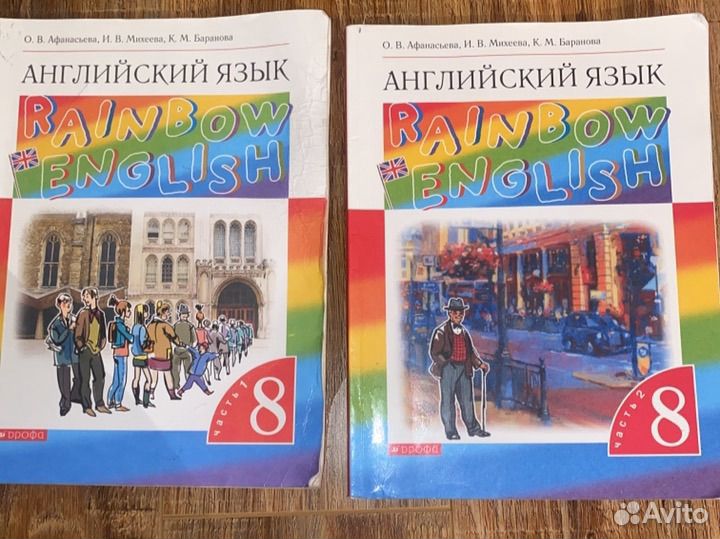 О. В. Афанасьева, И. В. Михеева, К. М. Баранова
АНГЛИЙСКИЙ ЯЗЫК
RAINBOW
ENGLISH
часть 1
8
дрофа
О. В. Афанасьева, И. В. Михеева, К. М. Баранова
АНГЛИЙСКИЙ ЯЗЫК
RAINBOW
ENGLISH
часть 2
8
дрофа
Avito